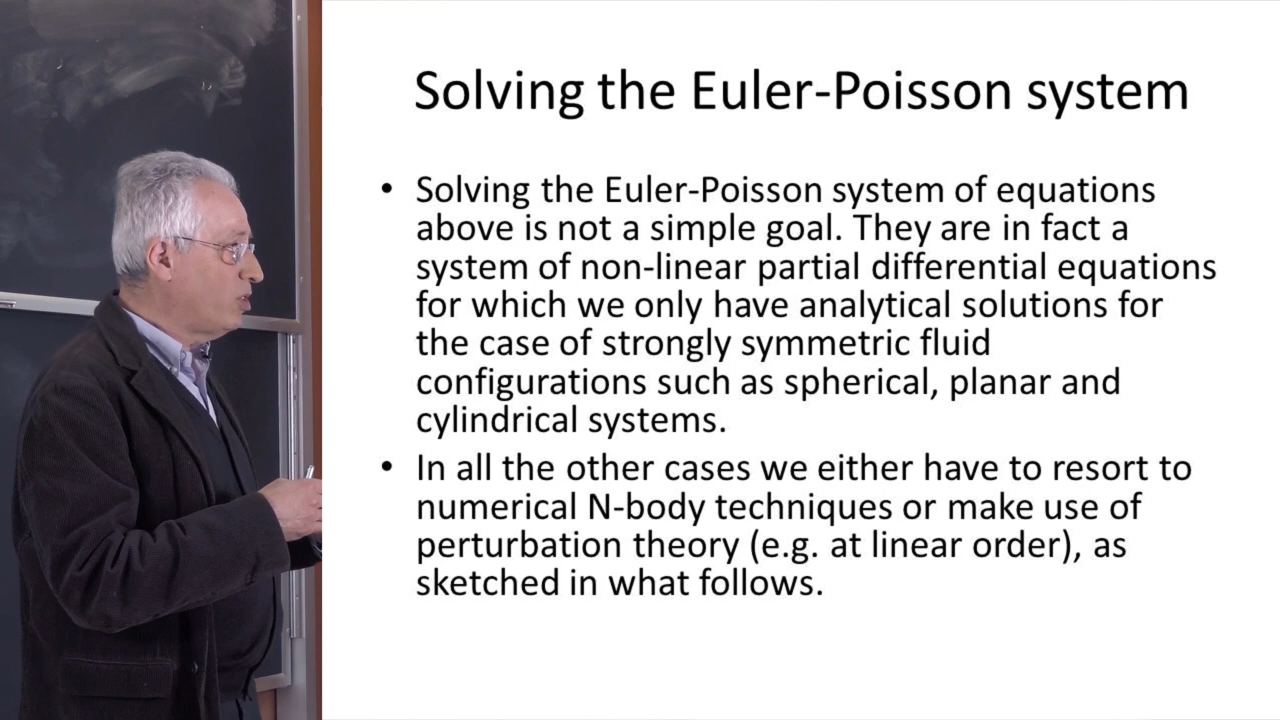 Solving the Euler-Poisson system
• Solving the Euler-Poisson system of equations
above is not a simple goal. They are in fact a
system of non-linear partial differential equations
for which we only have analytical solutions for
the case of strongly symmetric fluid
configurations such as spherical, planar and
cylindrical systems.
• In all the other cases we either have to resort to
numerical N-body techniques or make use of
perturbation theory (e.g. at linear order), as
sketched in what follows.